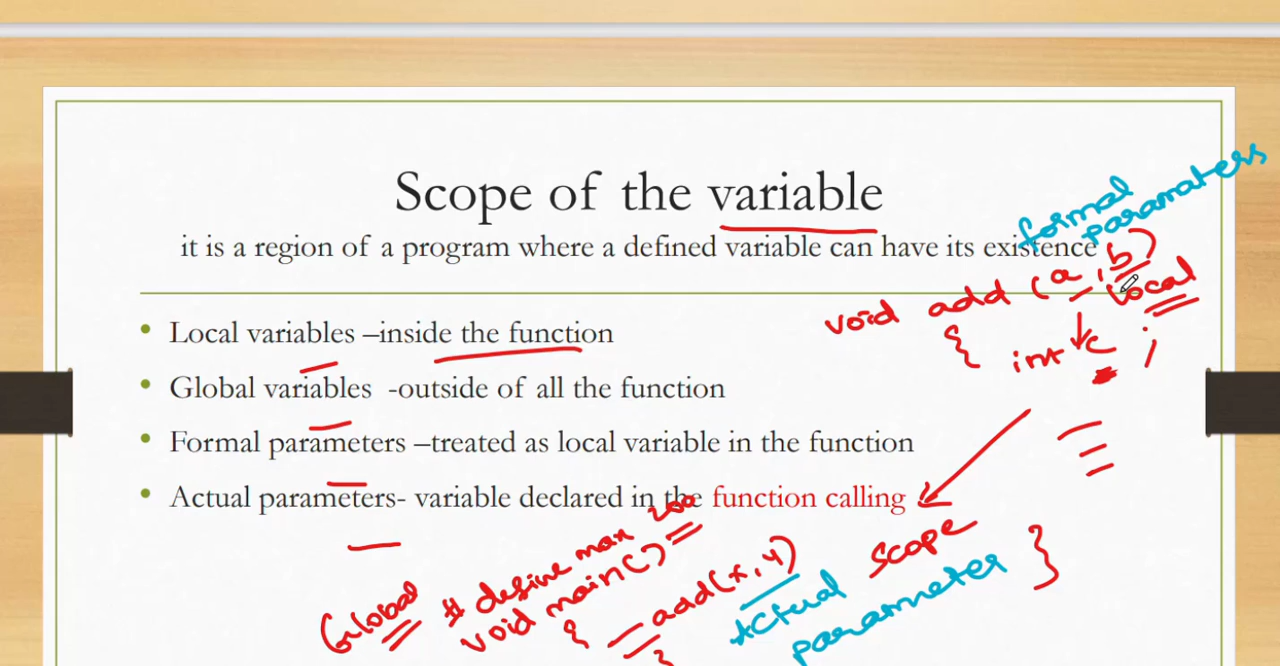 Scope of the variable
it is a region of a program where a defined variable can have its existence
formal
paramaters
void add (a, b)
local
{ int c ;
• Local variables –inside the function
• Global variables -outside of all the function
• Formal parameters –treated as local variable in the function
• Actual parameters- variable declared in the function calling
scope
}
Global
# define max 200
void main()
{ add(x, y)
Actual
parameter
}